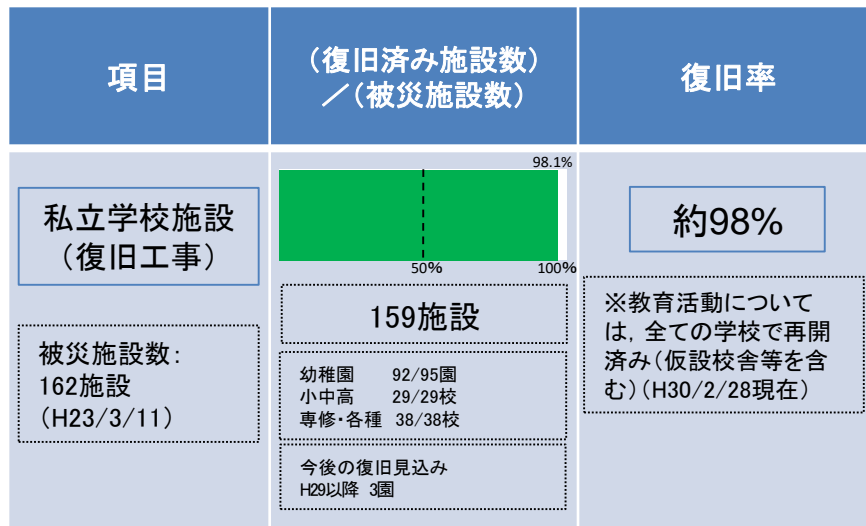 項目
(復旧済み施設数)
／(被災施設数)
復旧率
私立学校施設
(復旧工事)
被災施設数:
162施設
(H23/3/11)
98.1%
50%
100%
159施設
幼稚園 92/95園
小中高 29/29校
専修・各種 38/38校
今後の復旧見込み
H29以降 3園
約98%
※教育活動について
は，全ての学校で再開
済み(仮設校舎等を含
む)(H30/2/28現在)